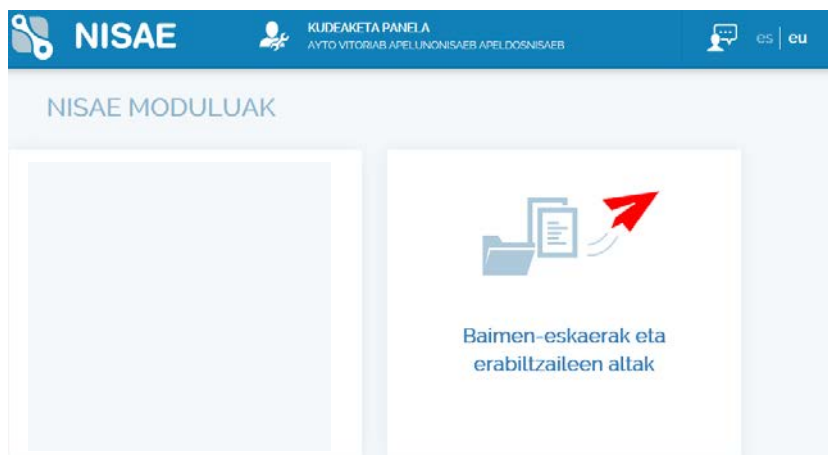 NISAE
KUDEAKETA PANELA
AYTO VITORIAB APELUNONISAEB APELDOSNISAEB
es | eu
NISAE MODULUAK
Baimen-eskaerak eta
erabiltzaileen altak